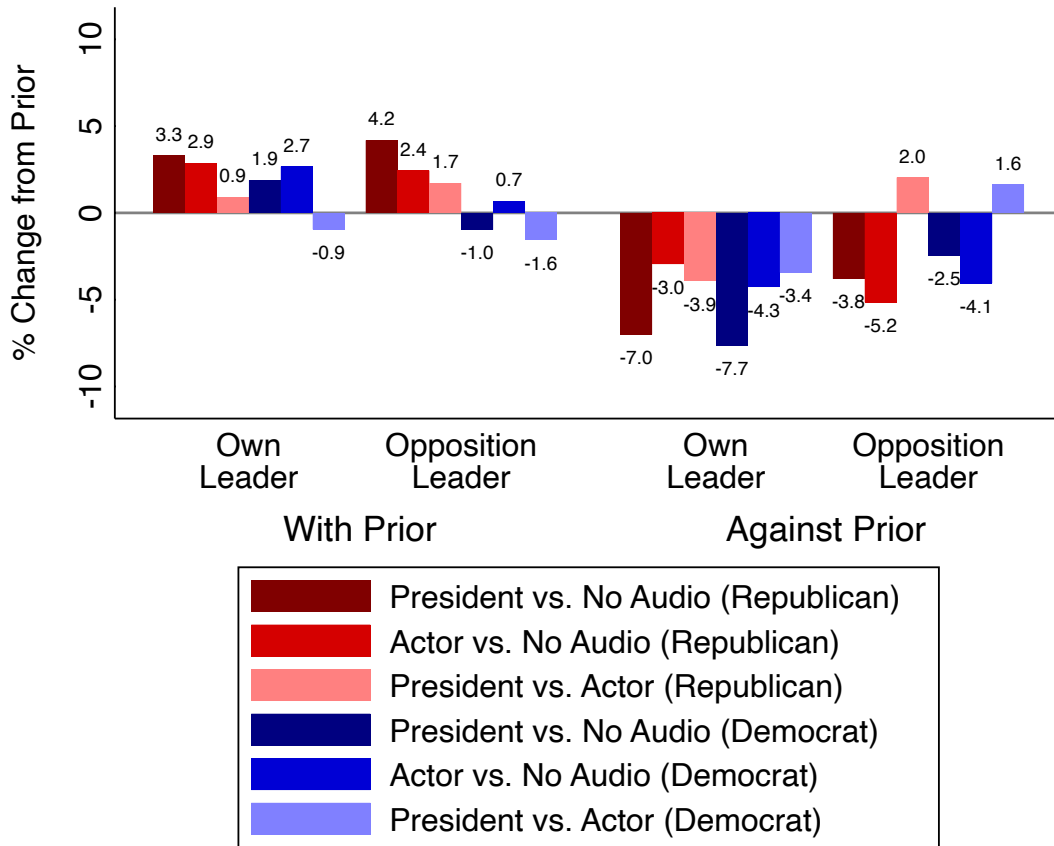 % Change from Prior
10
5
0
-5
-10
3.3
2.9
0.9
1.9
2.7
-0.9
4.2
2.4
1.7
-1.0
0.7
-1.6
-7.0
-3.0
-3.9
-7.7
-4.3
-3.4
-3.8
-5.2
2.0
-2.5
-4.1
1.6
Own
Leader
Opposition
Leader
Own
Leader
Opposition
Leader
With Prior
Against Prior
President vs. No Audio (Republican)
Actor vs. No Audio (Republican)
President vs. Actor (Republican)
President vs. No Audio (Democrat)
Actor vs. No Audio (Democrat)
President vs. Actor (Democrat)